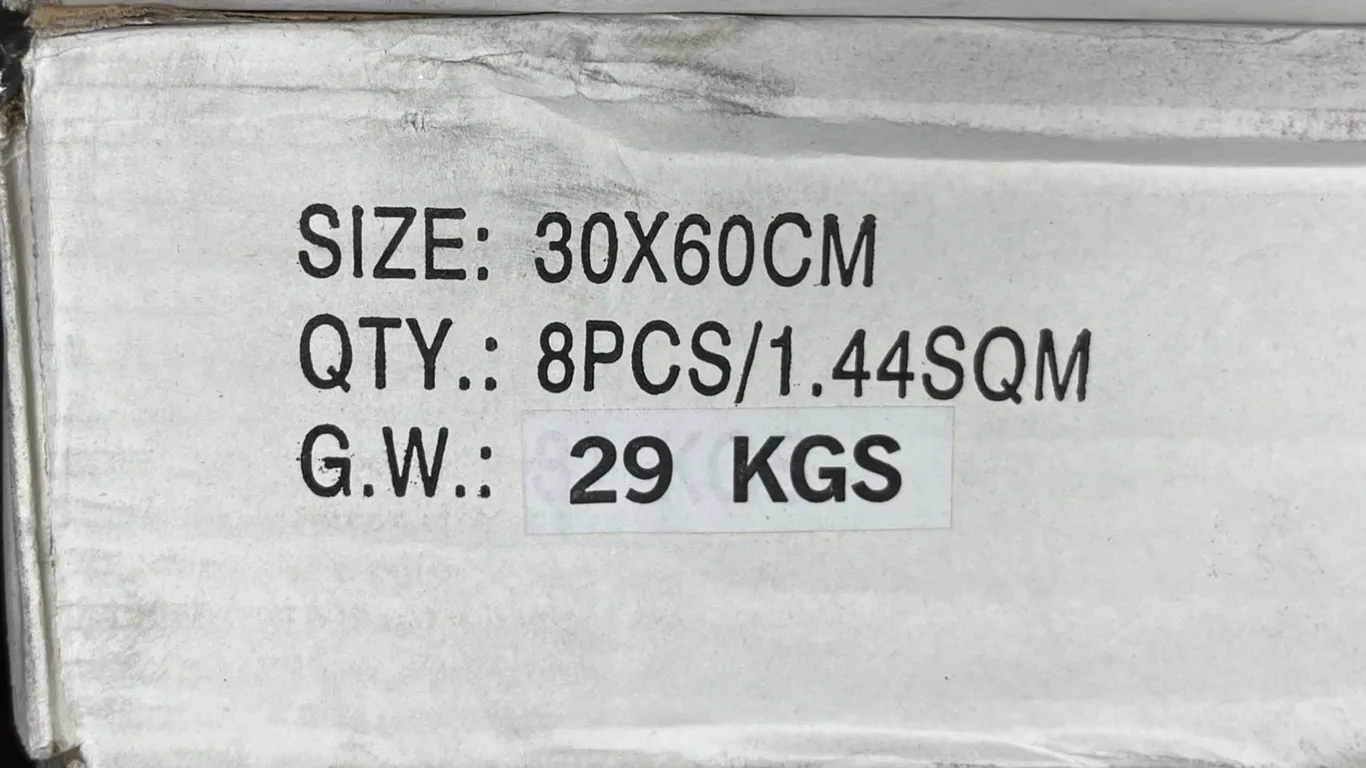 SIZE: 30X60CM
QTY.: 8PCS/1.44SQM
G.W.: 29 KGS